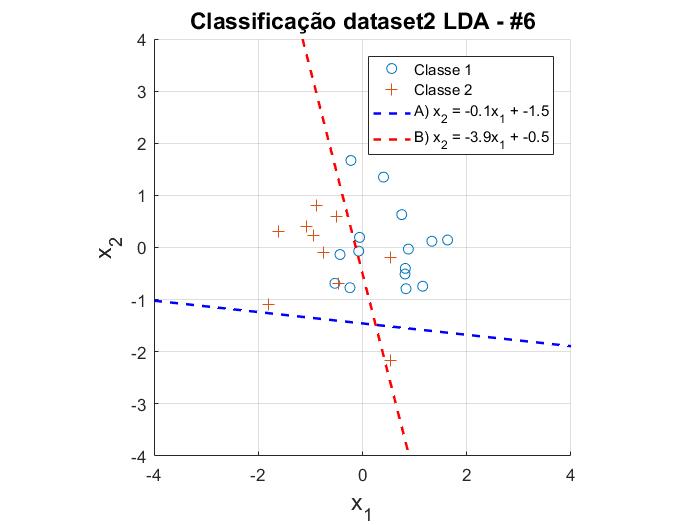 Classificação dataset2 LDA - #6
4
3
2
1
0
-1
-2
-3
-4
x2
Classe 1
Classe 2
A) x2 = -0.1x1 + -1.5
B) x2 = -3.9x1 + -0.5
-4 -2 0 2 4
x1